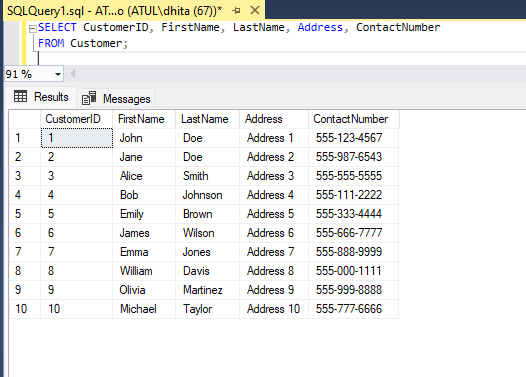 SQLQuery1.sql - AT...o (ATUL\dhita (67))*
SELECT CustomerID, FirstName, LastName, Address, ContactNumber
FROM Customer;
91 %
Results Messages
CustomerID FirstName LastName Address ContactNumber
1 1 John Doe Address 1 555-123-4567
2 2 Jane Doe Address 2 555-987-6543
3 3 Alice Smith Address 3 555-555-5555
4 4 Bob Johnson Address 4 555-111-2222
5 5 Emily Brown Address 5 555-333-4444
6 6 James Wilson Address 6 555-666-7777
7 7 Emma Jones Address 7 555-888-9999
8 8 William Davis Address 8 555-000-1111
9 9 Olivia Martinez Address 9 555-999-8888
10 10 Michael Taylor Address 10 555-777-6666